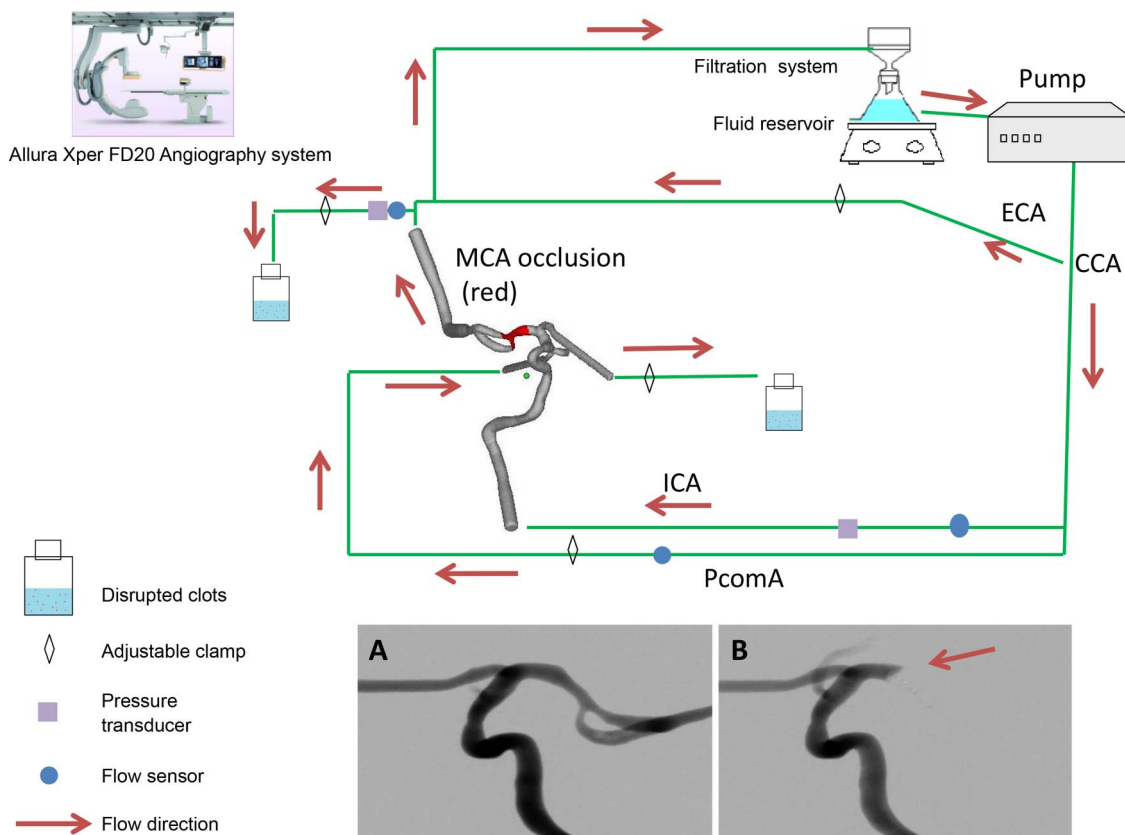 Allura Xper FD20 Angiography system
Filtration system
Fluid reservoir
Pump
ECA
CCA
MCA occlusion
(red)
ICA
PcomA
Disrupted clots
Adjustable clamp
Pressure
transducer
Flow sensor
Flow direction
A
B